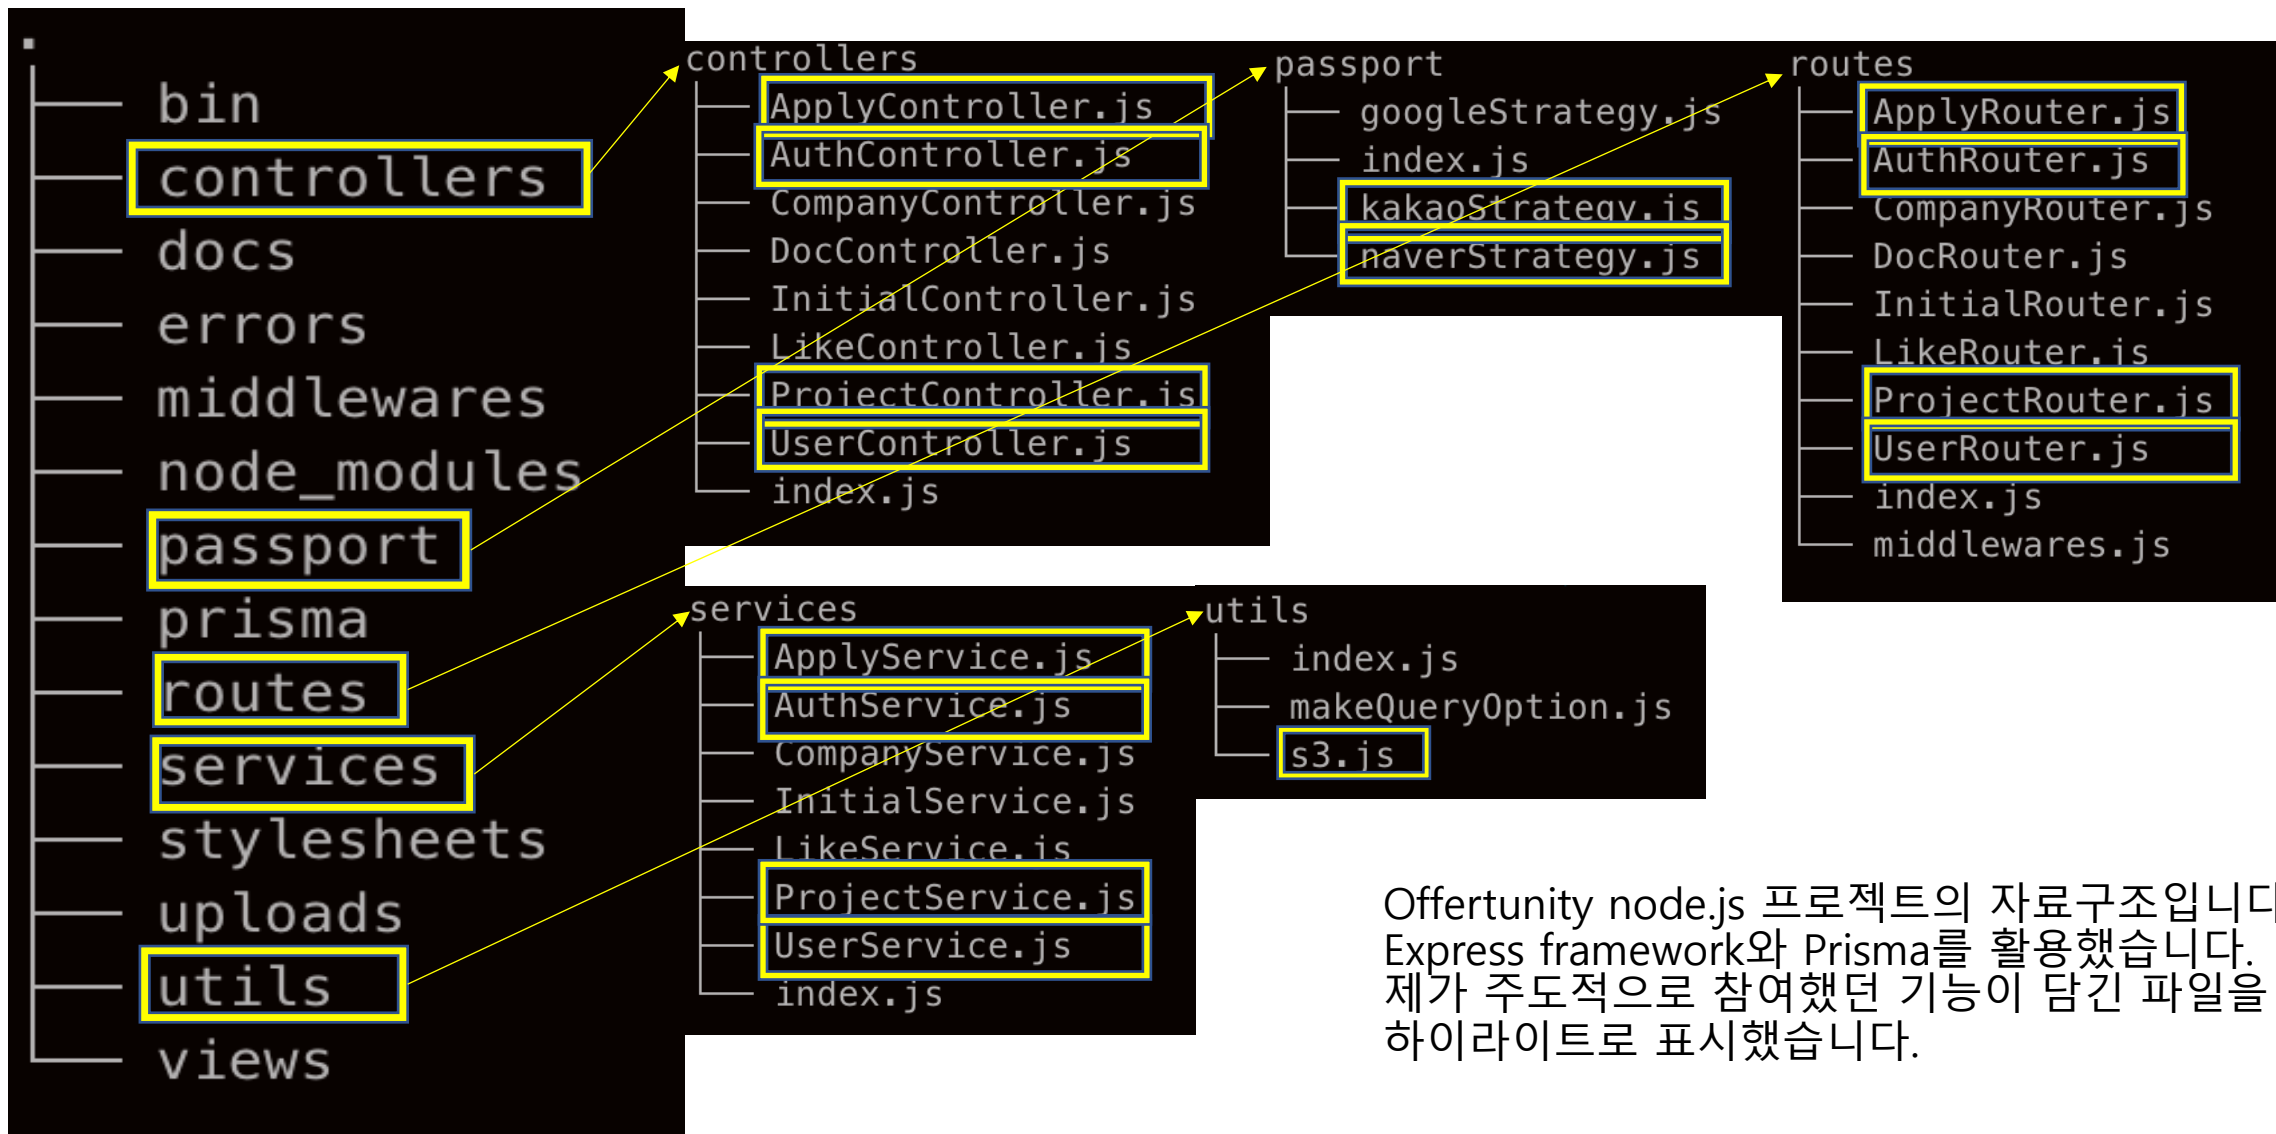 .
bin
controllers
docs
errors
middlewares
node_modules
passport
prisma
routes
services
stylesheets
uploads
utils
views
controllers
ApplyController.js
AuthController.js
CompanyController.js
DocController.js
InitialController.js
LikeController.js
ProjectController.js
UserController.js
index.js
passport
googleStrategy.js
index.js
kakaoStrategy.js
naverStrategy.js
routes
ApplyRouter.js
AuthRouter.js
CompanyRouter.js
DocRouter.js
InitialRouter.js
LikeRouter.js
ProjectRouter.js
UserRouter.js
index.js
middlewares.js
services
ApplyService.js
AuthService.js
CompanyService.js
InitialService.js
LikeService.js
ProjectService.js
UserService.js
index.js
utils
index.js
makeQueryOption.js
s3.js
Offertunity node.js 프로젝트의 자료구조입니다
Express framework와 Prisma를 활용했습니다.
제가 주도적으로 참여했던 기능이 담긴 파일을
하이라이트로 표시했습니다.